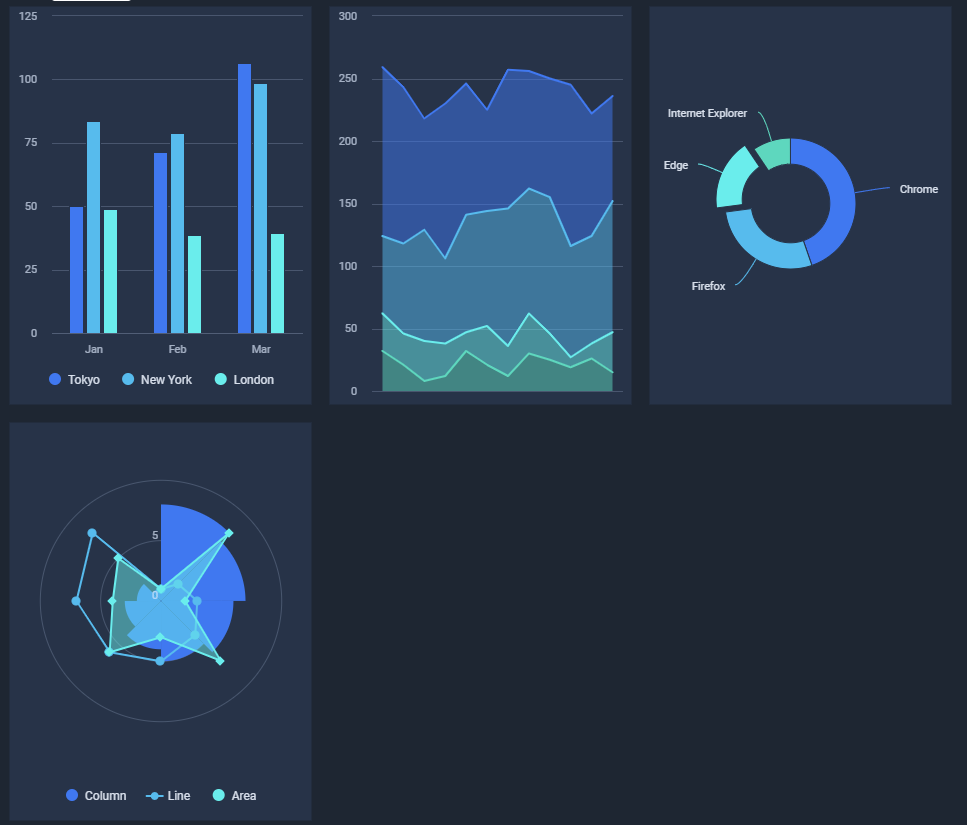 125
100
75
50
25
0
Jan Feb Mar
Tokyo New York London
300
250
200
150
100
50
0
Internet Explorer
Edge
Chrome
Firefox
5
0
Column Line Area